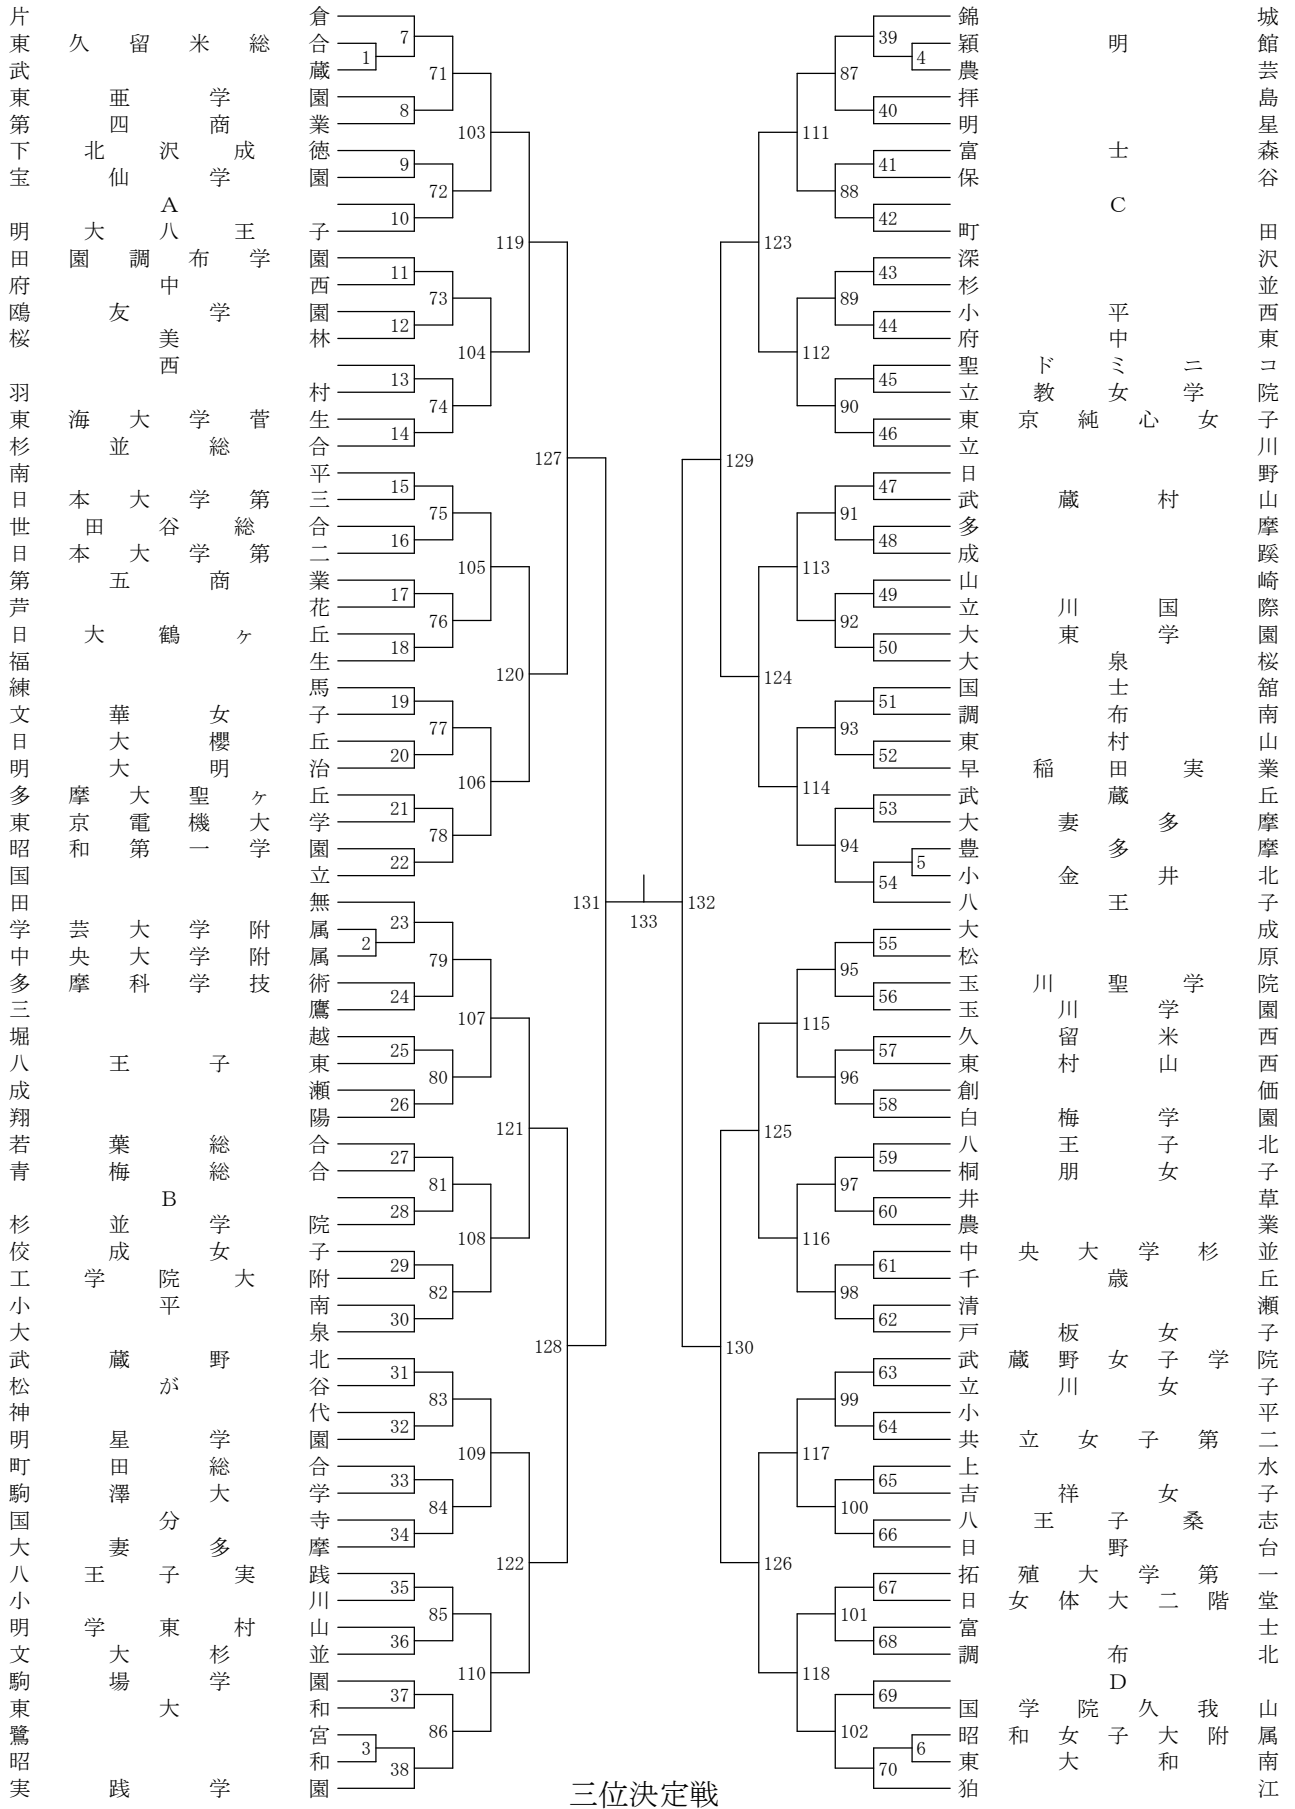 片倉
東久留米総合
武蔵
東亜学園
第四商業
下北沢成徳
宝仙学園
A
明大八王子
田園調布学園
府中西
鴎友学園
桜美林
西
羽村
東海大学菅生
杉並総合
南平
日本大学第三
世田谷総合
日本大学第二
第五商業
芦花
日大鶴ヶ丘
福生
練馬
文華女子
日大櫻丘
明大明治
多摩大聖ヶ丘
東京電機大学
昭和第一学園
国立
田無
学芸大学附属
中央大学附属
多摩科学技術
三鷹
堀越
八王子東
成瀬
翔陽
若葉総合
青梅総合
B
杉並学院
佼成女子
工学院大附
小平南
大泉
武蔵野北
松が谷
神代
明星学園
町田総合
駒澤大学
国分寺
大妻多摩
八王子実践
小川
明学東村山
文大杉並
駒場学園
東大和
鷺宮
昭和
実践学園
1
2
3
7
8
9
10
11
12
13
14
15
16
17
18
19
20
21
22
23
24
25
26
27
28
29
30
31
32
33
34
35
36
37
38
71
72
73
74
75
76
77
78
79
80
81
82
83
84
85
86
103
104
105
106
107
108
109
110
119
120
121
122
127
128
131
133
132
129
130
123
124
125
126
111
112
113
114
115
116
117
118
87
88
89
90
91
92
93
94
95
96
97
98
99
100
101
102
39
40
41
42
43
44
45
46
47
48
49
50
51
52
53
54
55
56
57
58
59
60
61
62
63
64
65
66
67
68
69
70
4
5
6
錦城
穎明館
農芸
拝島
明星
富士森
保谷
C
町田
深沢
杉並
小平西
府中東
聖ドミニコ
立教女学院
東京純心女子
立川
日野
武蔵村山
多摩
成蹊
山崎
立川国際
大東学園
大泉桜
国士舘
調布南
東村山
早稲田実業
武蔵丘
大妻多摩
豊多摩
小金井北
八王子
大成
松原
玉川聖学院
玉川学園
久留米西
東村山西
創価
白梅学園
八王子北
桐朋女子
井草
農業
中央大学杉並
千歳丘
清瀬
戸板女子
武蔵野女子学院
立川女子
小平
共立女子第二
上水
吉祥女子
八王子桑志
日野台
拓殖大学第一
日女体大二階堂
富士
調布北
D
国学院久我山
昭和女子大附属
東大和南
狛江
三位決定戦